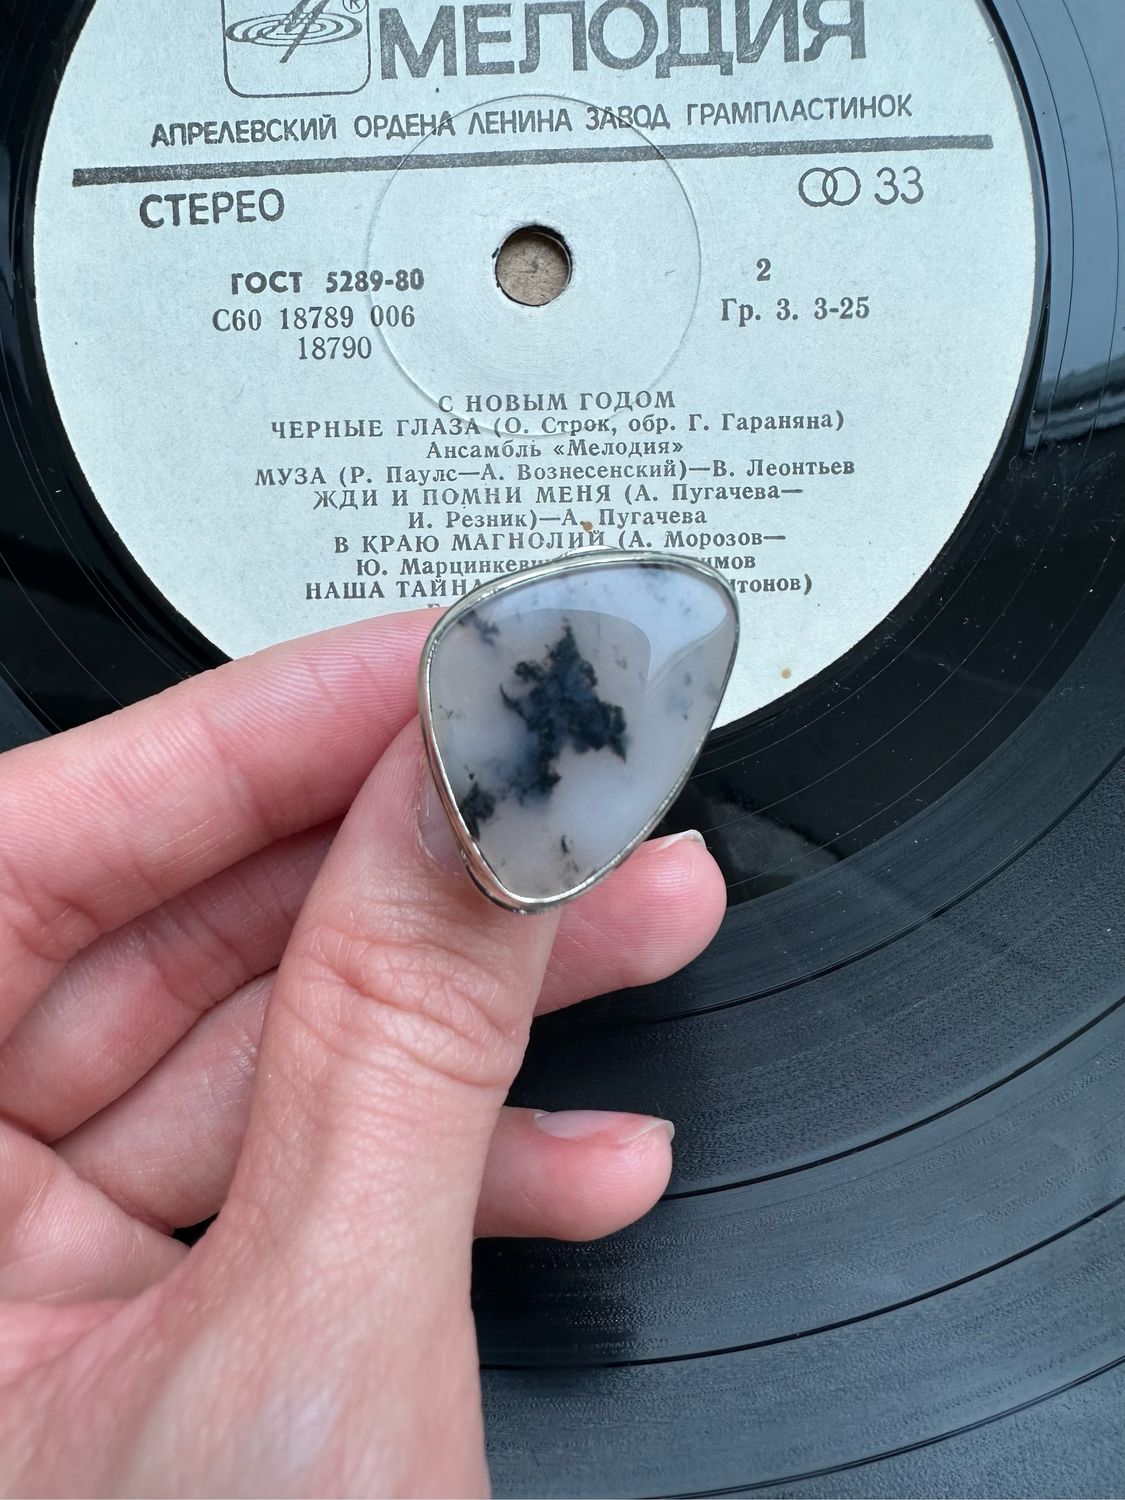 МЕЛОДИЯ
АПРЕЛЕВСКИЙ ОРДЕНА ЛЕНИНА ЗАВОД ГРАМПЛАСТИНОК
СТЕРЕО 33
ГОСТ 5289-80 2
С60 18789 006 Гр. 3. 3-25
18790
С НОВЫМ ГОДОМ
ЧЕРНЫЕ ГЛАЗА (О. Строк, обр. Г. Гараняна)
Ансамбль «Мелодия»
МУЗА (Р. Паулс—А. Вознесенский)—В. Леонтьев
ЖДИ И ПОМНИ МЕНЯ (А. Пугачева—
И. Резник)—А. Пугачева
В КРАЮ МАГНОЛИЙ (А. Морозов—
Ю.
НАША ТАЙНА